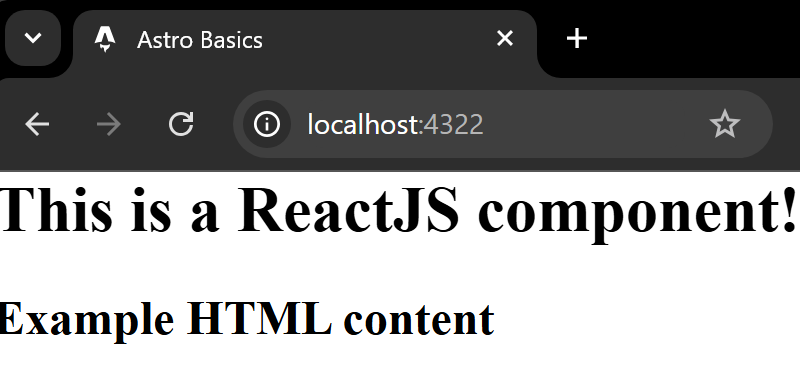 Astro Basics
localhost:4322
This is a ReactJS component!
Example HTML content